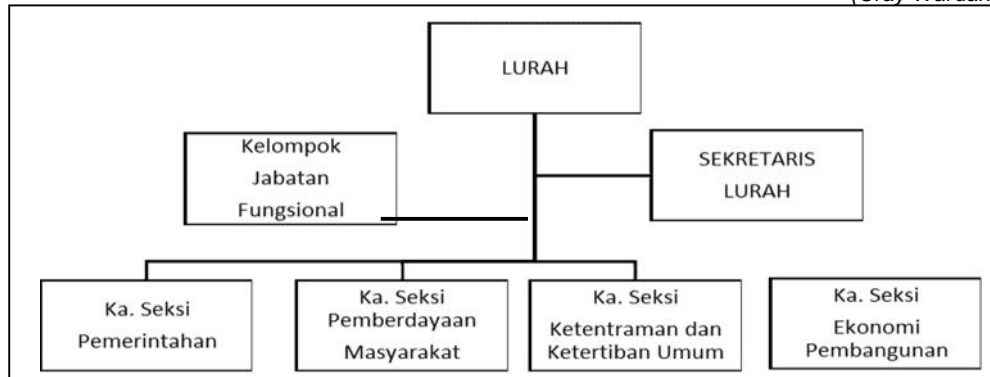 LURAH
Kelompok
Jabatan
Fungsional
SEKRETARIS
LURAH
Ka. Seksi
Pemerintahan
Ka. Seksi
Pemberdayaan
Masyarakat
Ka. Seksi
Ketentraman dan
Ketertiban Umum
Ka. Seksi
Ekonomi
Pembangunan